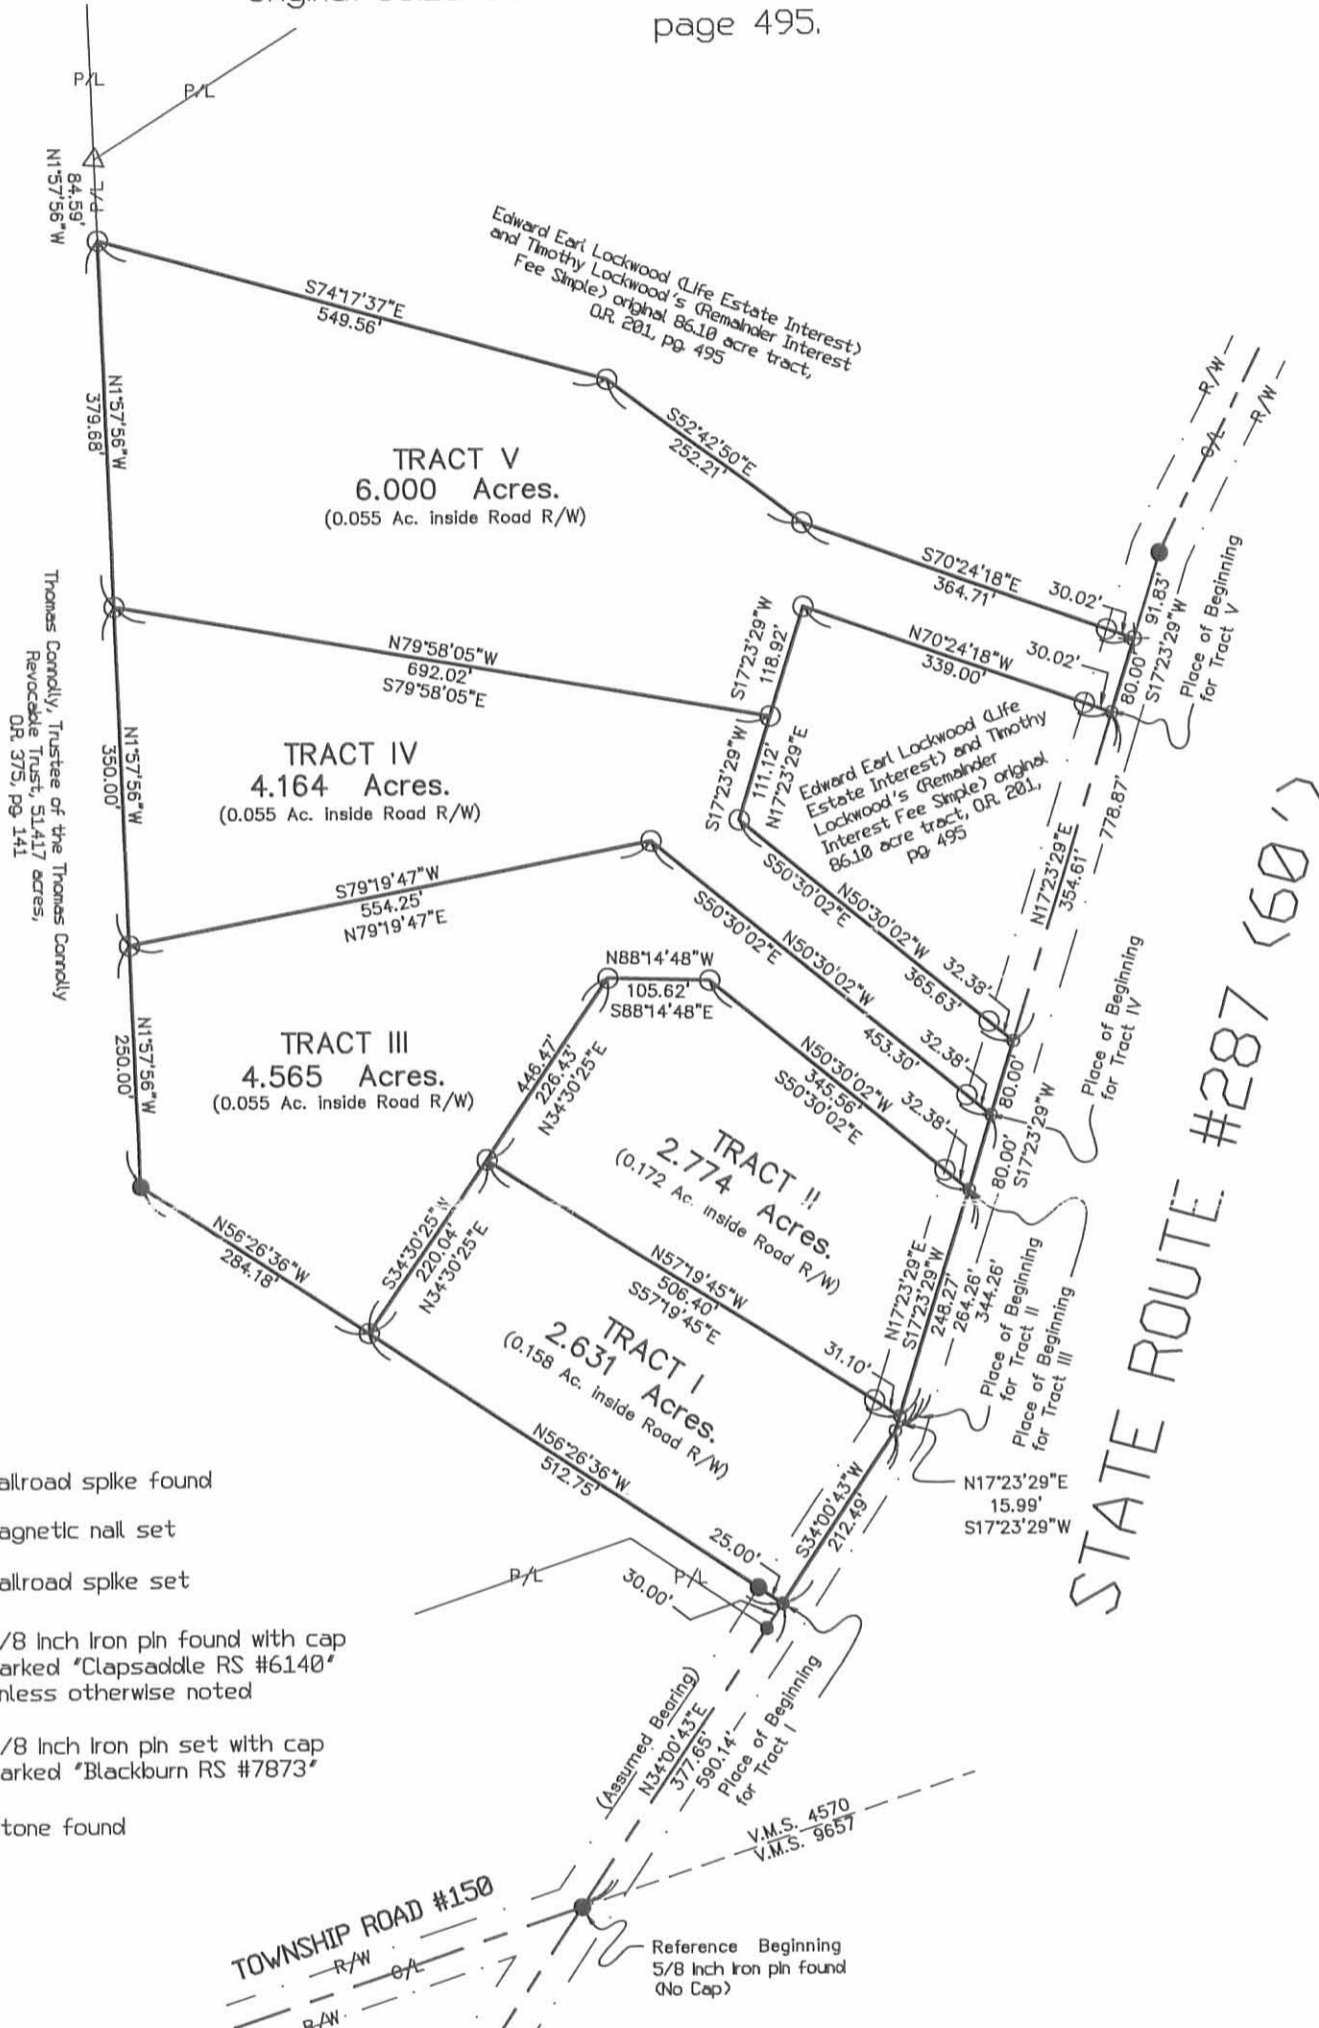 page 495.
P/L
P/L
P/L
84.59'
N1°57'56"W
Edward Earl Lockwood (Life Estate Interest)
and Timothy Lockwood's (Remainder Interest
Fee Simple) original 86.10 acre tract,
O.R. 201, pg. 495
S74°17'37"E
549.56'
S52°42'50"E
252.21'
N1°57'56"W
379.68'
TRACT V
6.000 Acres.
(0.055 Ac. inside Road R/W)
R/W
C/L
R/W
S70°24'18"E
364.71'
30.02'
91.83'
S17°23'29"W
80.00'
Place of Beginning
for Tract V
N70°24'18"W
339.00'
30.02'
S17°23'29"W
118.92'
N79°58'05"W
692.02'
S79°58'05"E
Thomas Connolly, Trustee of the Thomas Connolly
Revocable Trust, 51.417 acres,
O.R. 375, pg. 141
N1°57'56"W
350.00'
TRACT IV
4.164 Acres.
(0.055 Ac. inside Road R/W)
S17°23'29"W
111.12'
N17°23'29"E
Edward Earl Lockwood (Life
Estate Interest) and Timothy
Lockwood's (Remainder
Interest Fee Simple) original
86.10 acre tract, O.R. 201,
pg. 495
778.87'
N17°23'29"E
354.61'
S79°19'47"W
554.25'
N79°19'47"E
S50°30'02"E
N50°30'02"W
365.63'
32.38'
S50°30'02"E
N50°30'02"W
453.30'
32.38'
80.00'
Place of Beginning
for Tract IV
N88°14'48"W
105.62'
S88°14'48"E
N1°57'56"W
250.00'
TRACT III
4.565 Acres.
(0.055 Ac. inside Road R/W)
446.47'
226.43'
N34°30'25"E
N50°30'02"W
345.56'
S50°30'02"E
32.38'
80.00'
S17°23'29"W
TRACT II
2.774 Acres.
(0.172 Ac. inside Road R/W)
STATE ROUTE #287 (60')
N56°26'36"W
284.18'
S34°30'25"W
220.04'
N34°30'25"E
N57°19'45"W
506.40'
S57°19'45"E
31.10'
N17°23'29"E
S17°23'29"W
248.27'
264.26'
344.26'
Place of Beginning
for Tract II
Place of Beginning
for Tract III
TRACT I
2.631 Acres.
(0.158 Ac. inside Road R/W)
N56°26'36"W
512.75'
S34°00'43"W
212.49'
N17°23'29"E
15.99'
S17°23'29"W
25.00'
30.00'
P/L
P/L
allroad spike found
agnetic nail set
allroad spike set
/8 inch iron pin found with cap
arked "Clapsaddle RS #6140"
nless otherwise noted
/8 inch iron pin set with cap
arked "Blackburn RS #7873"
tone found
(Assumed Bearing)
N34°00'43"E
377.65'
590.14'
Place of Beginning
for Tract I
V.M.S. 4570
V.M.S. 9657
TOWNSHIP ROAD #150
R/W
C/L
R/W
Reference Beginning
5/8 inch iron pin found
(No Cap)